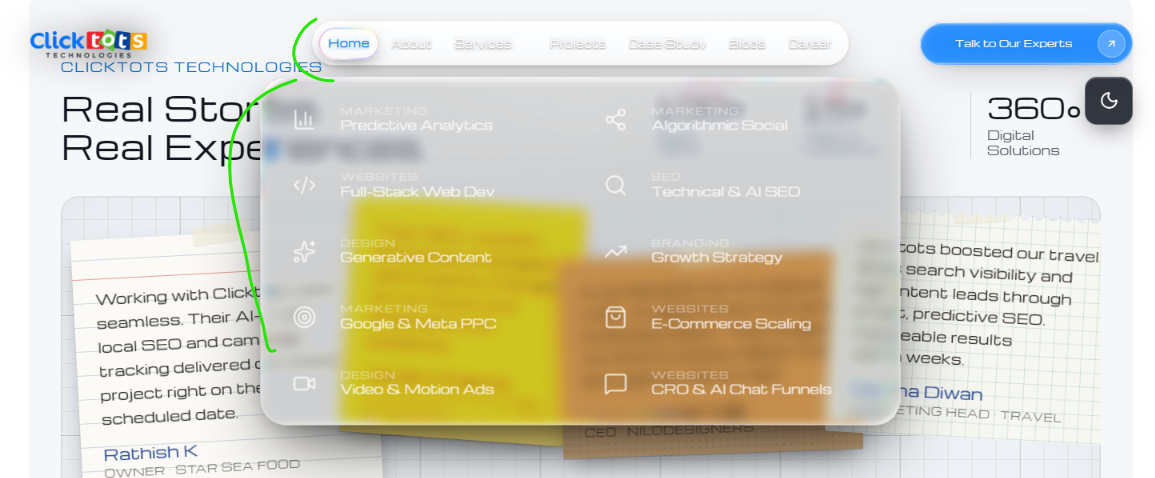 Clicktots
TECHNOLOGIES
Home
About
Services
Projects
Case Study
Blogs
Career
Talk to Our Experts
CLICKTOTS TECHNOLOGIES
Real Stor
Real Expe
360°
Digital
Solutions
MARKETING
Predictive Analytics
MARKETING
Algorithmic Social
WEBSITES
Full-Stack Web Dev
SEO
Technical & AI SEO
DESIGN
Generative Content
BRANDING
Growth Strategy
MARKETING
Google & Meta PPC
WEBSITES
E-Commerce Scaling
DESIGN
Video & Motion Ads
WEBSITES
CRO & AI Chat Funnels
Working with Clickt
seamless. Their AI-
local SEO and cam
tracking delivered
project right on the
scheduled date.
Rathish K
OWNER · STAR SEA FOOD
CEO · NILODESIGNERS
tots boosted our travel
search visibility and
ntent leads through
, predictive SEO.
eable results
weeks.
na Diwan
ETING HEAD · TRAVEL